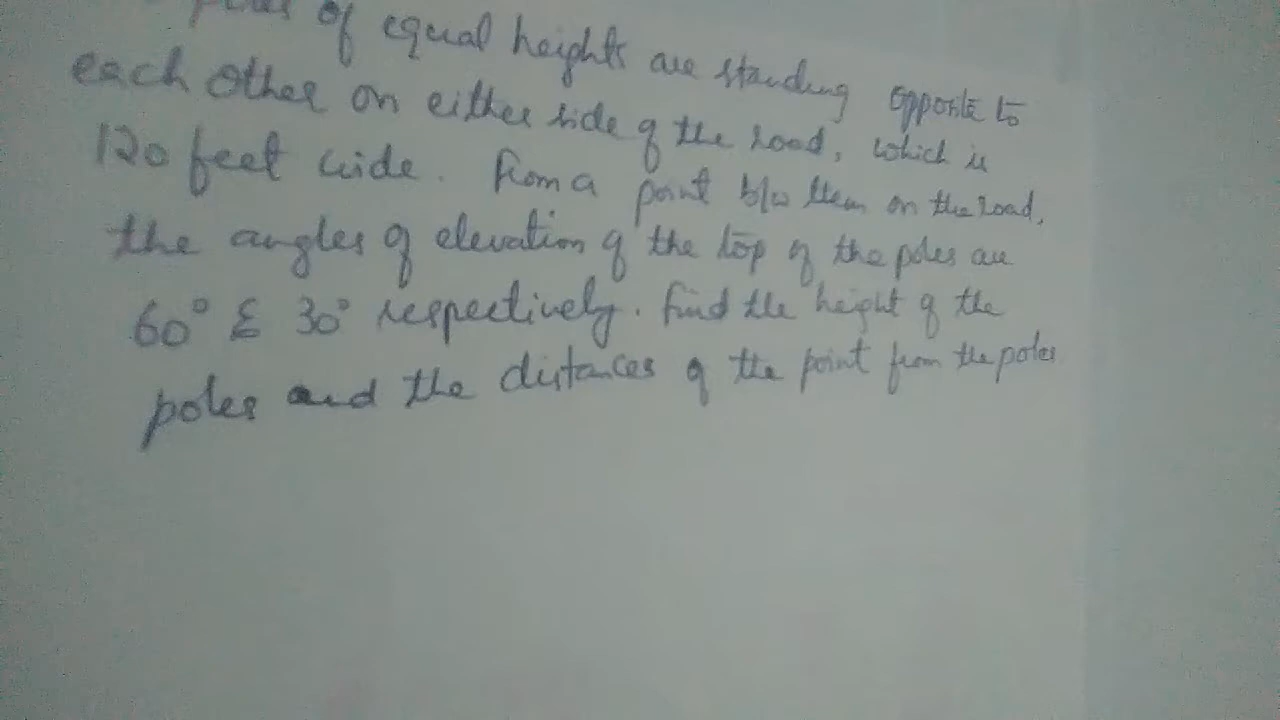 of equal heights are standing opposite to
each other on either side of the road, which is
120 feet wide. From a point b/w them on the road,
the angles of elevation of the top of the poles are
60° & 30° respectively. Find the height of the
poles and the distances of the point from the poles